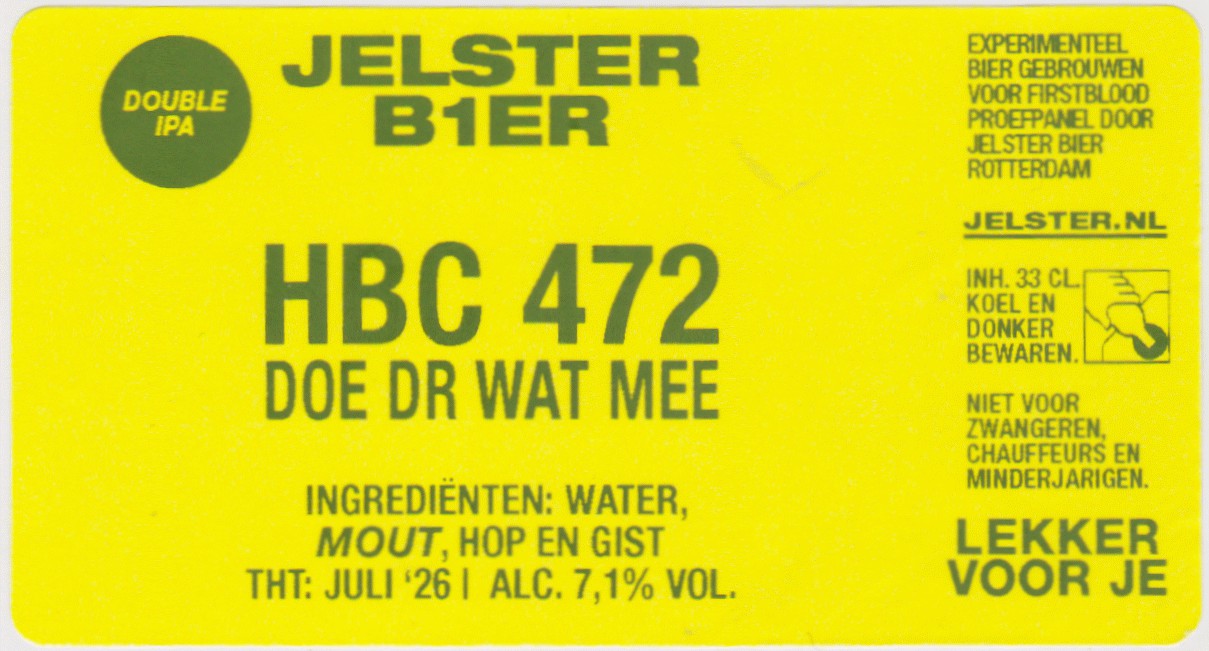 DOUBLE
IPA
JELSTER
B1ER
HBC 472
DOE DR WAT MEE
INGREDIËNTEN: WATER,
MOUT, HOP EN GIST
THT: JULI '26 | ALC. 7,1% VOL.
EXPERIMENTEEL
BIER GEBROUWEN
VOOR FIRSTBLOOD
PROEFPANEL DOOR
JELSTER BIER
ROTTERDAM
JELSTER.NL
INH. 33 CL.
KOEL EN
DONKER
BEWAREN.
NIET VOOR
ZWANGEREN,
CHAUFFEURS EN
MINDERJARIGEN.
LEKKER
VOOR JE